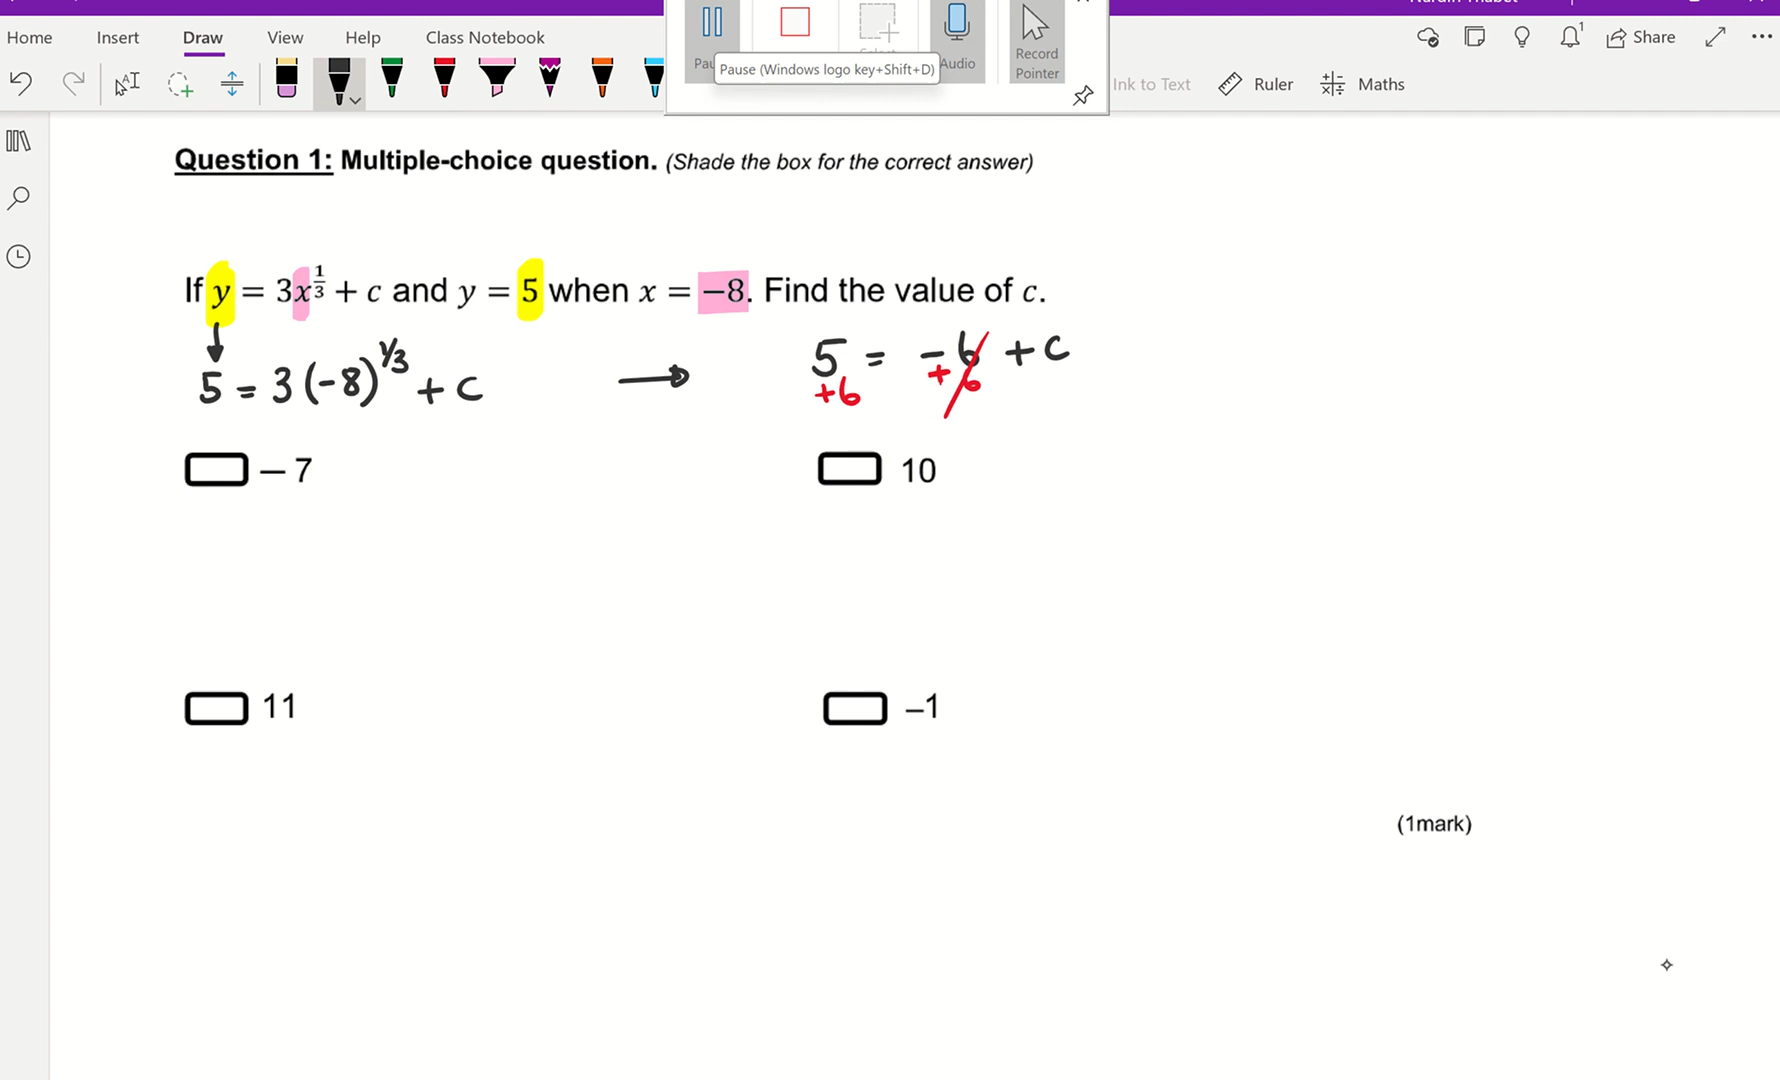 Home Insert Draw View Help Class Notebook
Share
Pause (Windows logo key+Shift+D)
Audio
Record
Pointer
Ink to Text
Ruler
Maths
Question 1: Multiple-choice question. (Shade the box for the correct answer)
If y = 3x^{1/3} + c and y = 5 when x = −8. Find the value of c.
5 = 3(-8)^{1/3} + c → 5 = -6 + c
+6 +6
– 7
10
11
–1
(1mark)